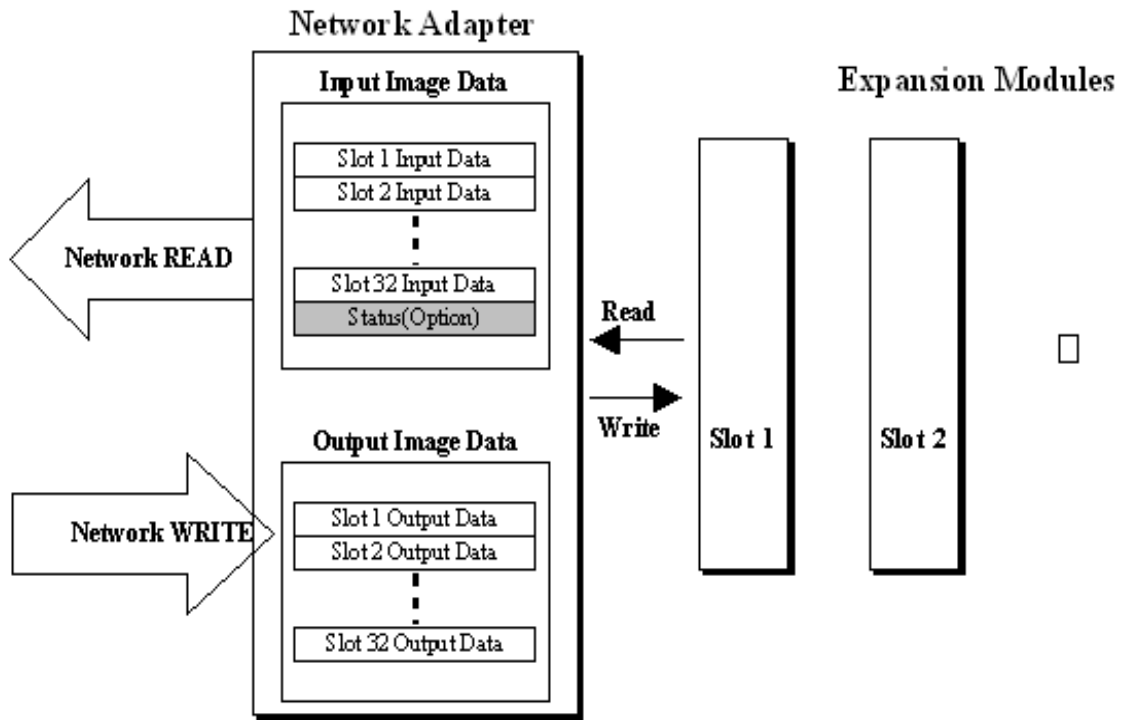 Network Adapter
Input Image Data
Slot 1 Input Data
Slot 2 Input Data
Slot 32 Input Data
Status(Option)
Network READ
Output Image Data
Slot 1 Output Data
Slot 2 Output Data
Slot 32 Output Data
Network WRITE
Read
Write
Expansion Modules
Slot 1
Slot 2